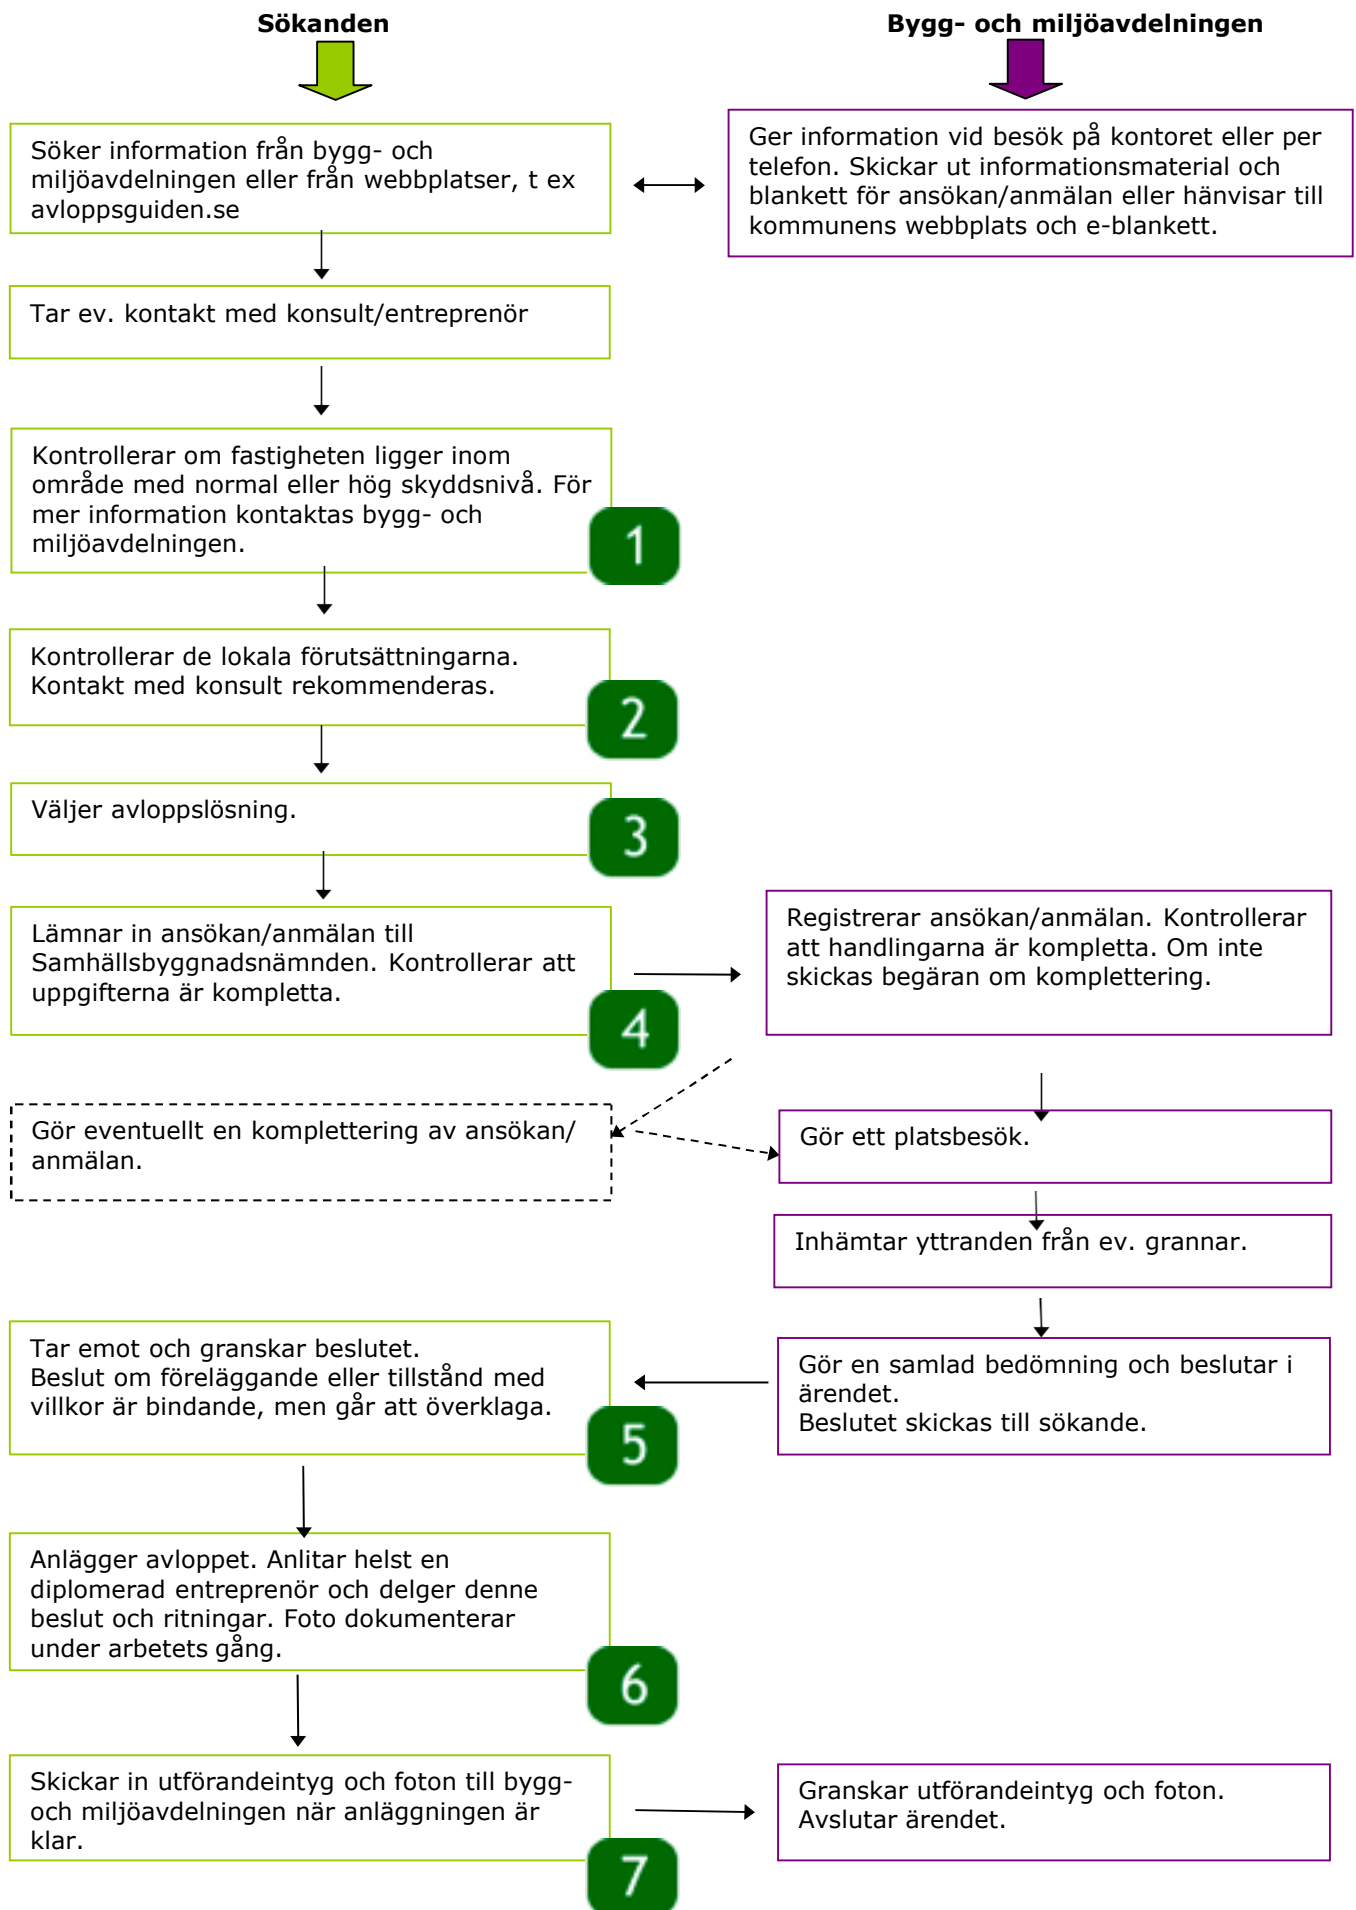 Sökanden
Bygg- och miljöavdelningen
Söker information från bygg- och
miljöavdelningen eller från webbplatser, t ex
avloppsguiden.se
Ger information vid besök på kontoret eller per
telefon. Skickar ut informationsmaterial och
blankett för ansökan/anmälan eller hänvisar till
kommunens webbplats och e-blankett.
Tar ev. kontakt med konsult/entreprenör
Kontrollerar om fastigheten ligger inom
område med normal eller hög skyddsnivå. För
mer information kontaktas bygg- och
miljöavdelningen.
1
Kontrollerar de lokala förutsättningarna.
Kontakt med konsult rekommenderas.
2
Väljer avloppslösning.
3
Lämnar in ansökan/anmälan till
Samhällsbyggnadsnämnden. Kontrollerar att
uppgifterna är kompletta.
4
Registrerar ansökan/anmälan. Kontrollerar
att handlingarna är kompletta. Om inte
skickas begäran om komplettering.
Gör eventuellt en komplettering av ansökan/
anmälan.
Gör ett platsbesök.
Inhämtar yttranden från ev. grannar.
Tar emot och granskar beslutet.
Beslut om föreläggande eller tillstånd med
villkor är bindande, men går att överklaga.
5
Gör en samlad bedömning och beslutar i
ärendet.
Beslutet skickas till sökande.
Anlägger avloppet. Anlitar helst en
diplomerad entreprenör och delger denne
beslut och ritningar. Foto dokumenterar
under arbetets gång.
6
Skickar in utförandeintyg och foton till bygg-
och miljöavdelningen när anläggningen är
klar.
7
Granskar utförandeintyg och foton.
Avslutar ärendet.